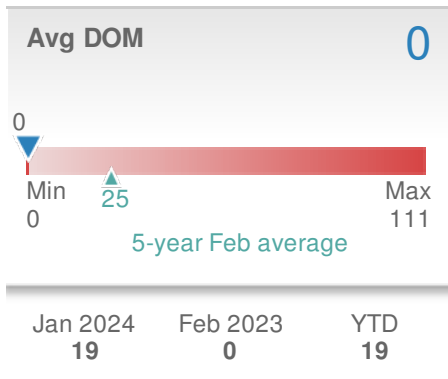 Avg DOM 0
0
Min Max
0 25 111
5-year Feb average
Jan 2024 Feb 2023 YTD
19 0 19